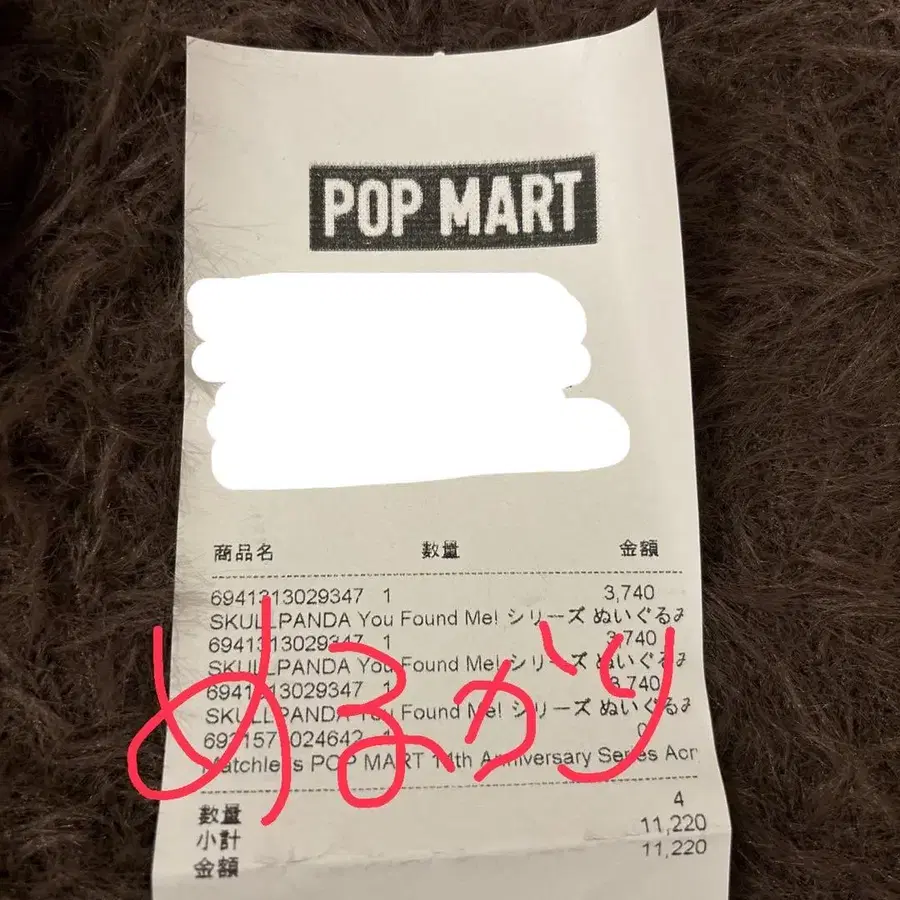 POP MART
商品名 数量 金額
6941313029347 1 3,740
SKULLPANDA You Found Me! シリーズ ぬいぐるみ
6941313029347 1 3,740
SKULLPANDA You Found Me! シリーズ ぬいぐるみ
6941313029347 1 3,740
SKULLPANDA You Found Me! シリーズ ぬいぐるみ
6921577024642 1 0
Matchless POP MART 11th Anniversary Series Acr
めるかり
数量 4
小計 11,220
金額 11,220